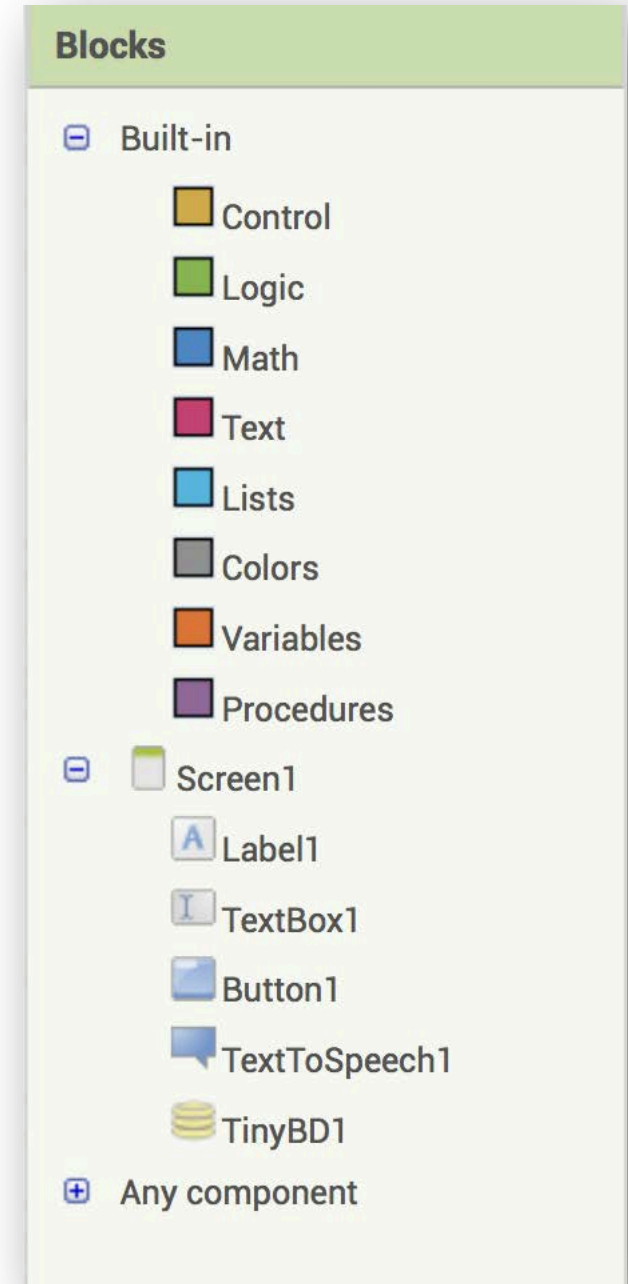 Blocks
Built-in
Control
Logic
Math
Text
Lists
Colors
Variables
Procedures
Screen1
A Label1
TextBox1
Button1
TextToSpeech1
TinyBD1
Any component